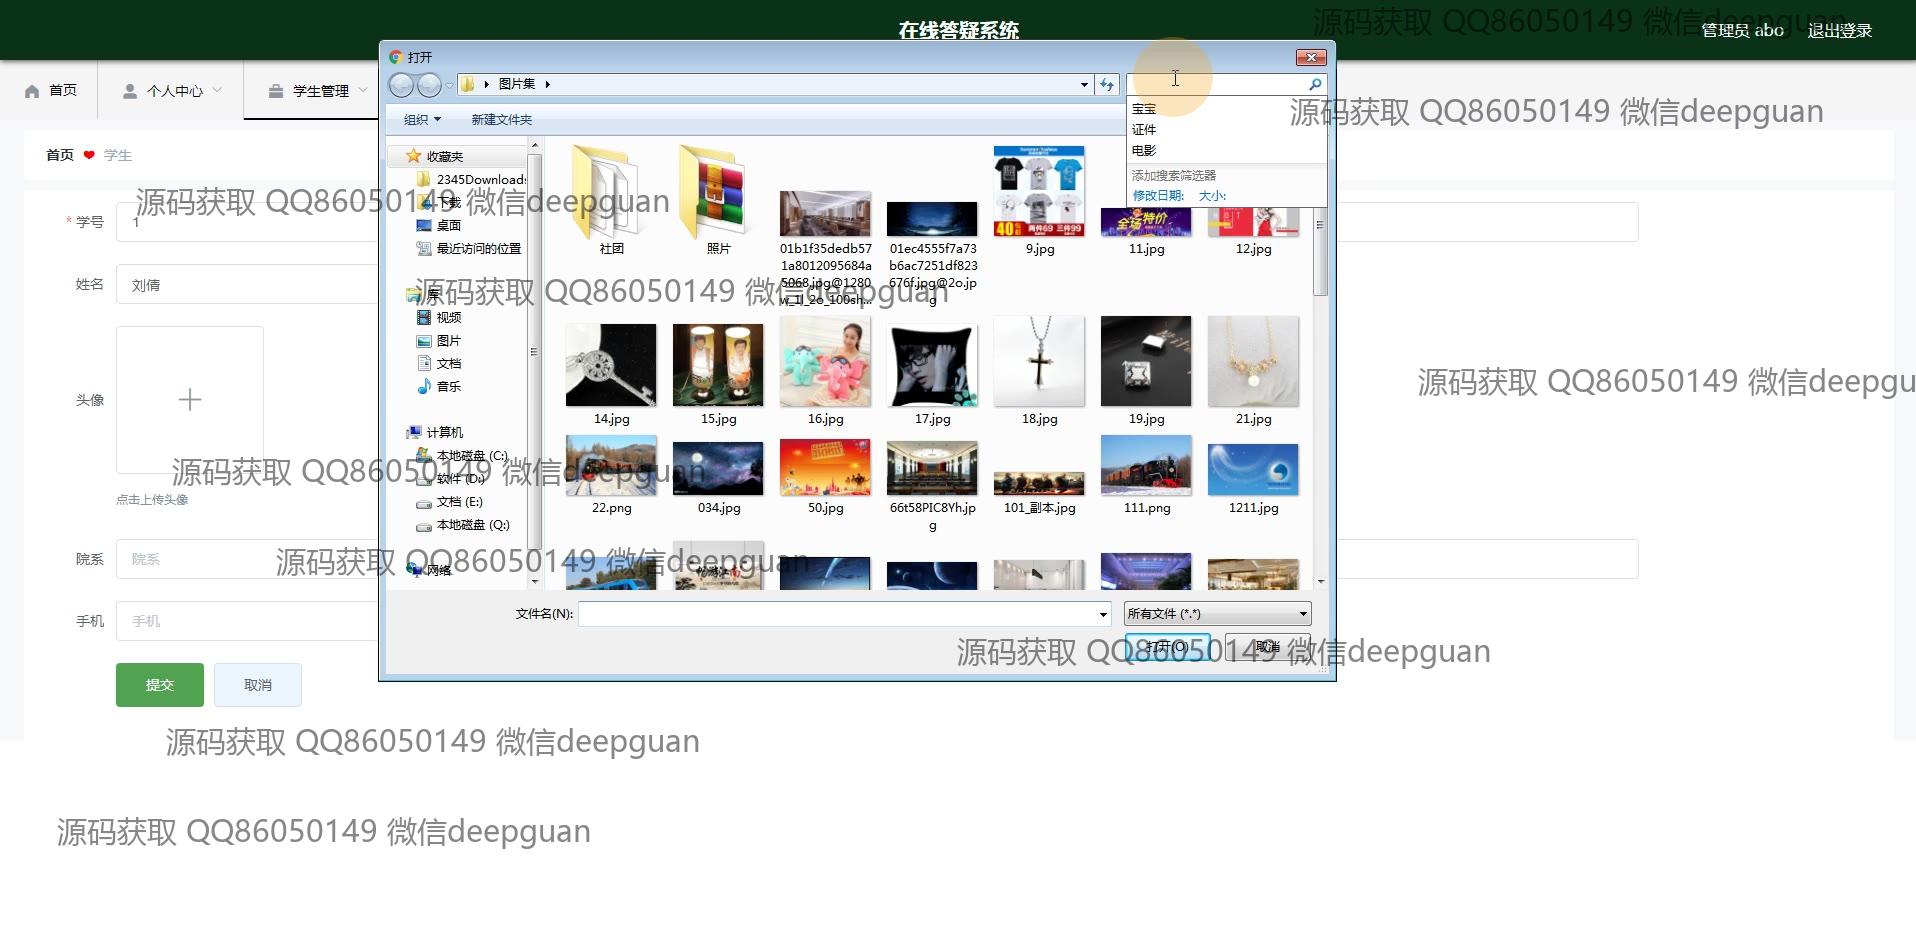 在线答疑系统
管理员 abo
退出登录
源码获取 QQ86050149 微信deepguan
首页
个人中心
学生管理
首页
学生
* 学号
1
姓名
刘倩
头像
点击上传头像
院系
院系
手机
手机
提交
取消
打开
图片集
组织
新建文件夹
宝宝
证件
电影
添加搜索筛选器
修改日期:
大小:
收藏夹
2345Downloads
下载
桌面
最近访问的位置
库
视频
图片
文档
音乐
计算机
本地磁盘 (C:)
软件 (D:)
文档 (E:)
本地磁盘 (Q:)
网络
社团
照片
01b1f35dedb57
1a8012095684a
5068.jpg@1280
w_1l_2o_100sh...
01ec4555f7a73
b6ac7251df823
676f.jpg@2o.jp
g
9.jpg
11.jpg
12.jpg
14.jpg
15.jpg
16.jpg
17.jpg
18.jpg
19.jpg
21.jpg
22.png
034.jpg
50.jpg
66t58PIC8Yh.jp
g
101_副本.jpg
111.png
1211.jpg
文件名(N):
所有文件 (*.*)
打开(O)
取消
源码获取 QQ86050149 微信deepguan
源码获取 QQ86050149 微信deepguan
源码获取 QQ86050149 微信deepguan
源码获取 QQ86050149 微信deepgu
源码获取 QQ86050149 微信deepguan
源码获取 QQ86050149 微信deepguan
源码获取 QQ86050149 微信deepguan
源码获取 QQ86050149 微信deepguan
源码获取 QQ86050149 微信deepguan